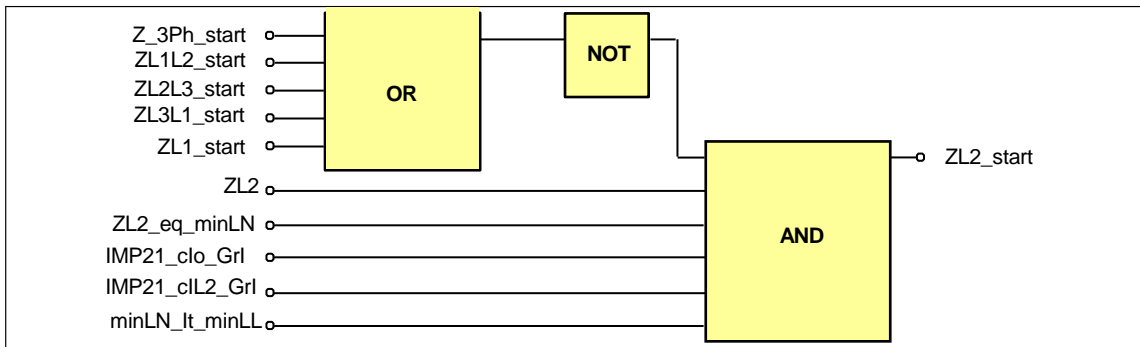 Z_3Ph_start
ZL1L2_start
ZL2L3_start
ZL3L1_start
ZL1_start
OR
NOT
ZL2
ZL2_eq_minLN
IMP21_cIo_GrI
IMP21_cIL2_GrI
minLN_lt_minLL
AND
ZL2_start